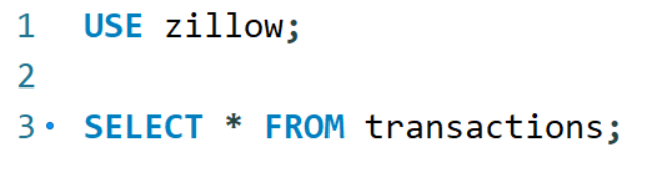 1 USE zillow;
2
3 • SELECT * FROM transactions;